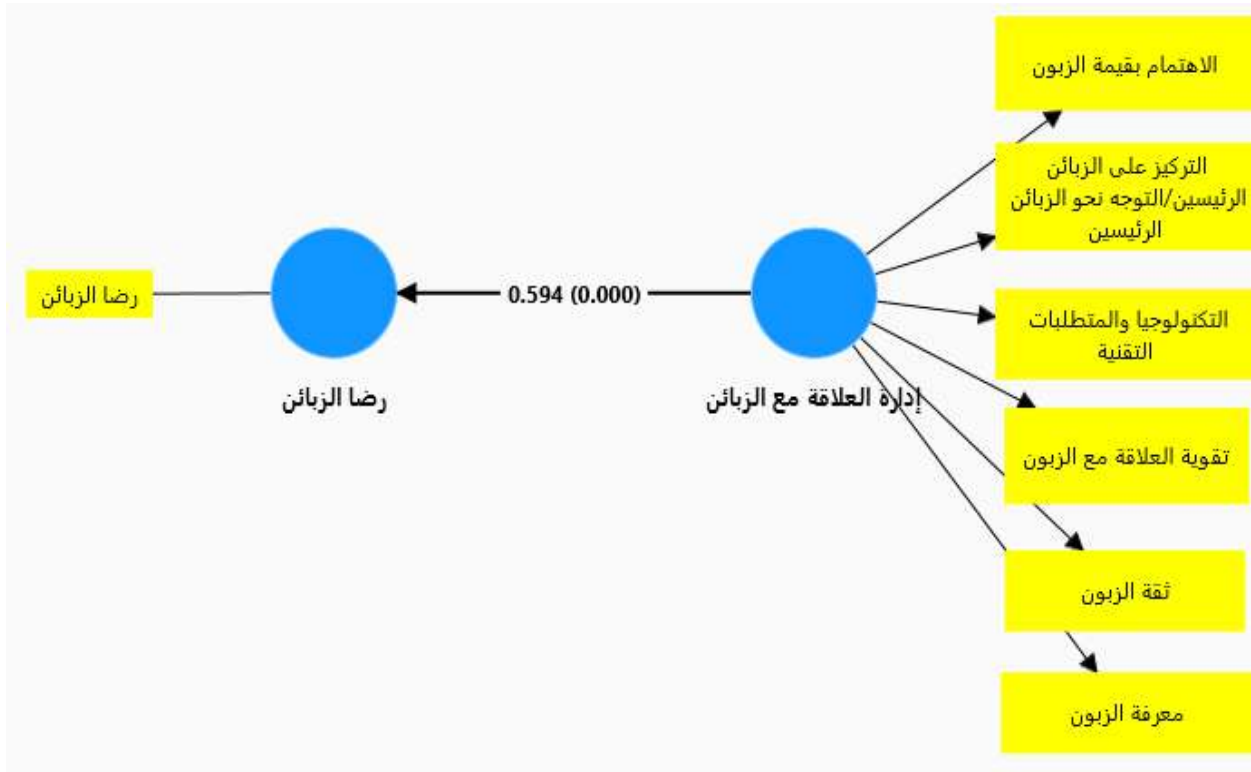 الاهتمام بقيمة الزبون
التركيز على الزبائن
الرئيسين/التوجه نحو الزبائن
الرئيسين
التكنولوجيا والمتطلبات
التقنية
تقوية العلاقة مع الزبون
ثقة الزبون
معرفة الزبون
إدارة العلاقة مع الزبائن
0.594 (0.000)
رضا الزبائن
رضا الزبائن